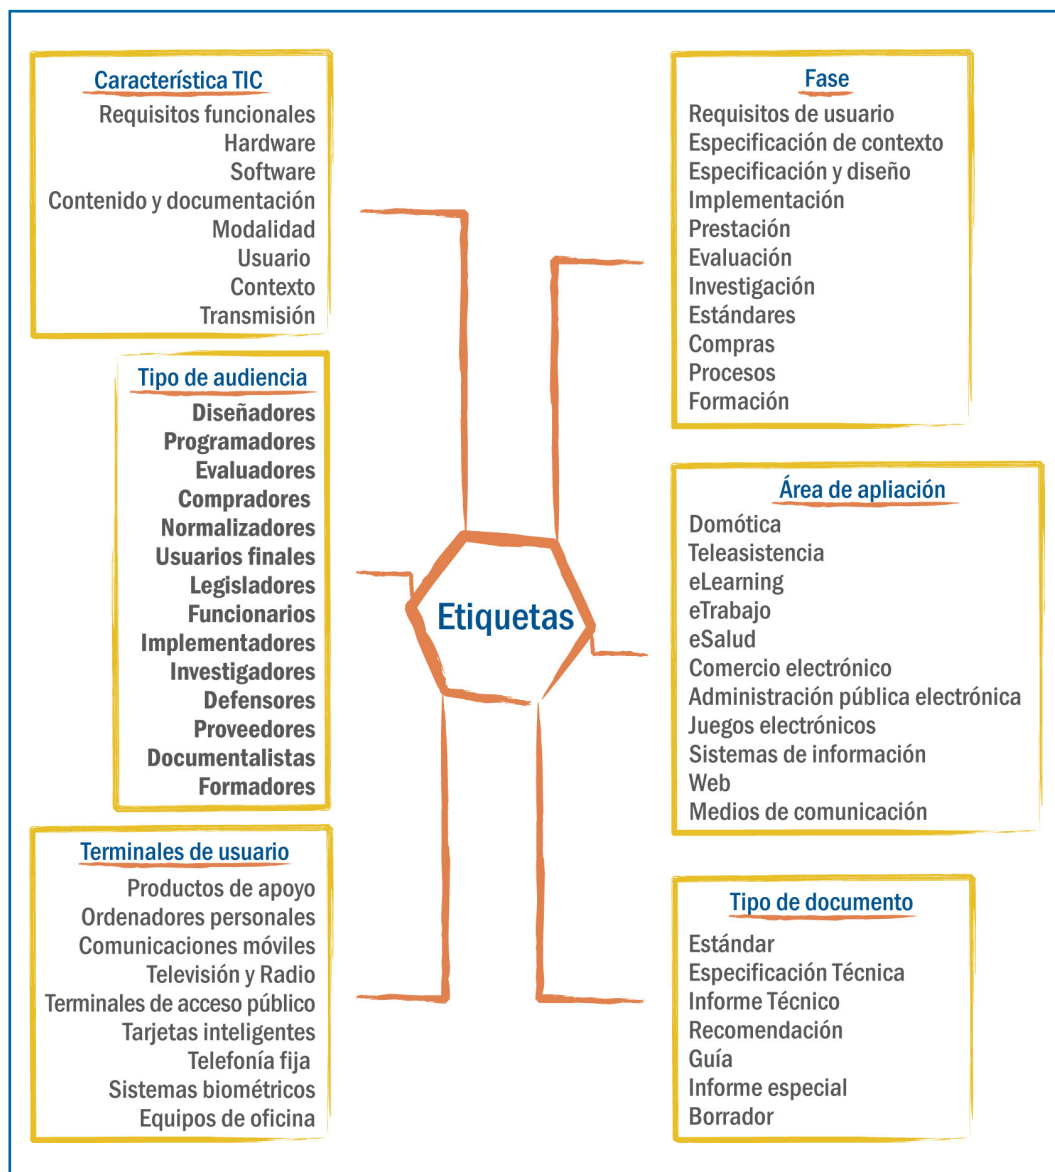 Característica TIC
Requisitos funcionales
Hardware
Software
Contenido y documentación
Modalidad
Usuario
Contexto
Transmisión
Tipo de audiencia
Diseñadores
Programadores
Evaluadores
Compradores
Normalizadores
Usuarios finales
Legisladores
Funcionarios
Implementadores
Investigadores
Defensores
Proveedores
Documentalistas
Formadores
Terminales de usuario
Productos de apoyo
Ordenadores personales
Comunicaciones móviles
Televisión y Radio
Terminales de acceso público
Tarjetas inteligentes
Telefonía fija
Sistemas biométricos
Equipos de oficina
Etiquetas
Fase
Requisitos de usuario
Especificación de contexto
Especificación y diseño
Implementación
Prestación
Evaluación
Investigación
Estándares
Compras
Procesos
Formación
Área de apliación
Domótica
Teleasistencia
eLearning
eTrabajo
eSalud
Comercio electrónico
Administración pública electrónica
Juegos electrónicos
Sistemas de información
Web
Medios de comunicación
Tipo de documento
Estándar
Especificación Técnica
Informe Técnico
Recomendación
Guía
Informe especial
Borrador